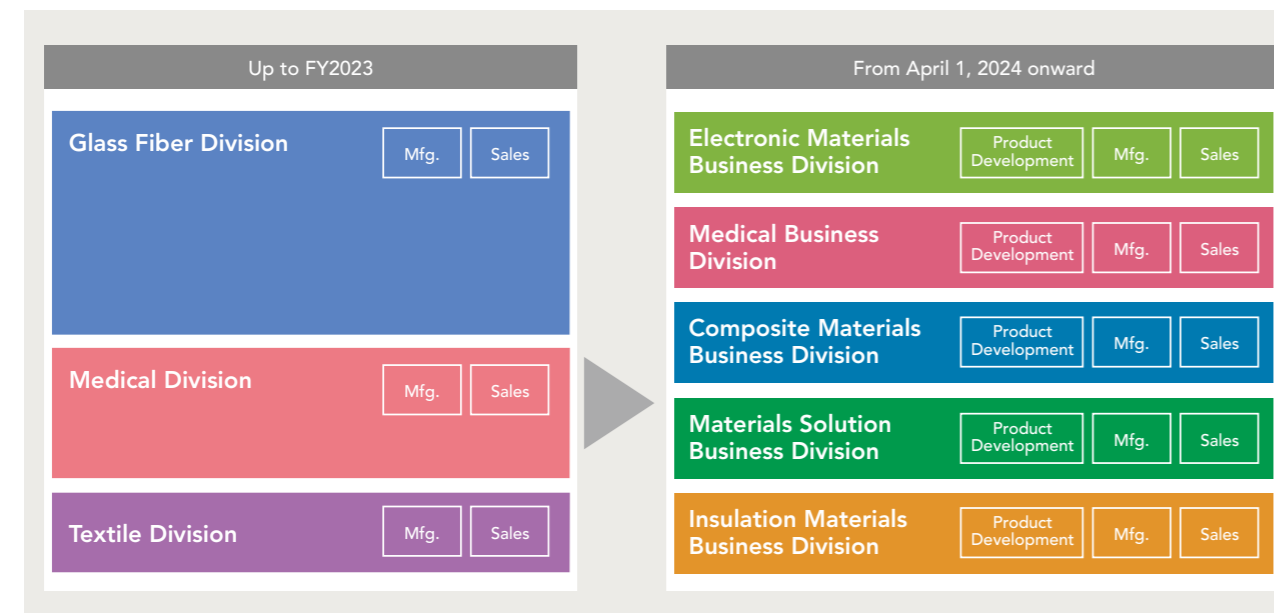 Up to FY2023
Glass Fiber Division
Mfg.
Sales
Medical Division
Mfg.
Sales
Textile Division
Mfg.
Sales
From April 1, 2024 onward
Electronic Materials
Business Division
Product
Development
Mfg.
Sales
Medical Business
Division
Product
Development
Mfg.
Sales
Composite Materials
Business Division
Product
Development
Mfg.
Sales
Materials Solution
Business Division
Product
Development
Mfg.
Sales
Insulation Materials
Business Division
Product
Development
Mfg.
Sales